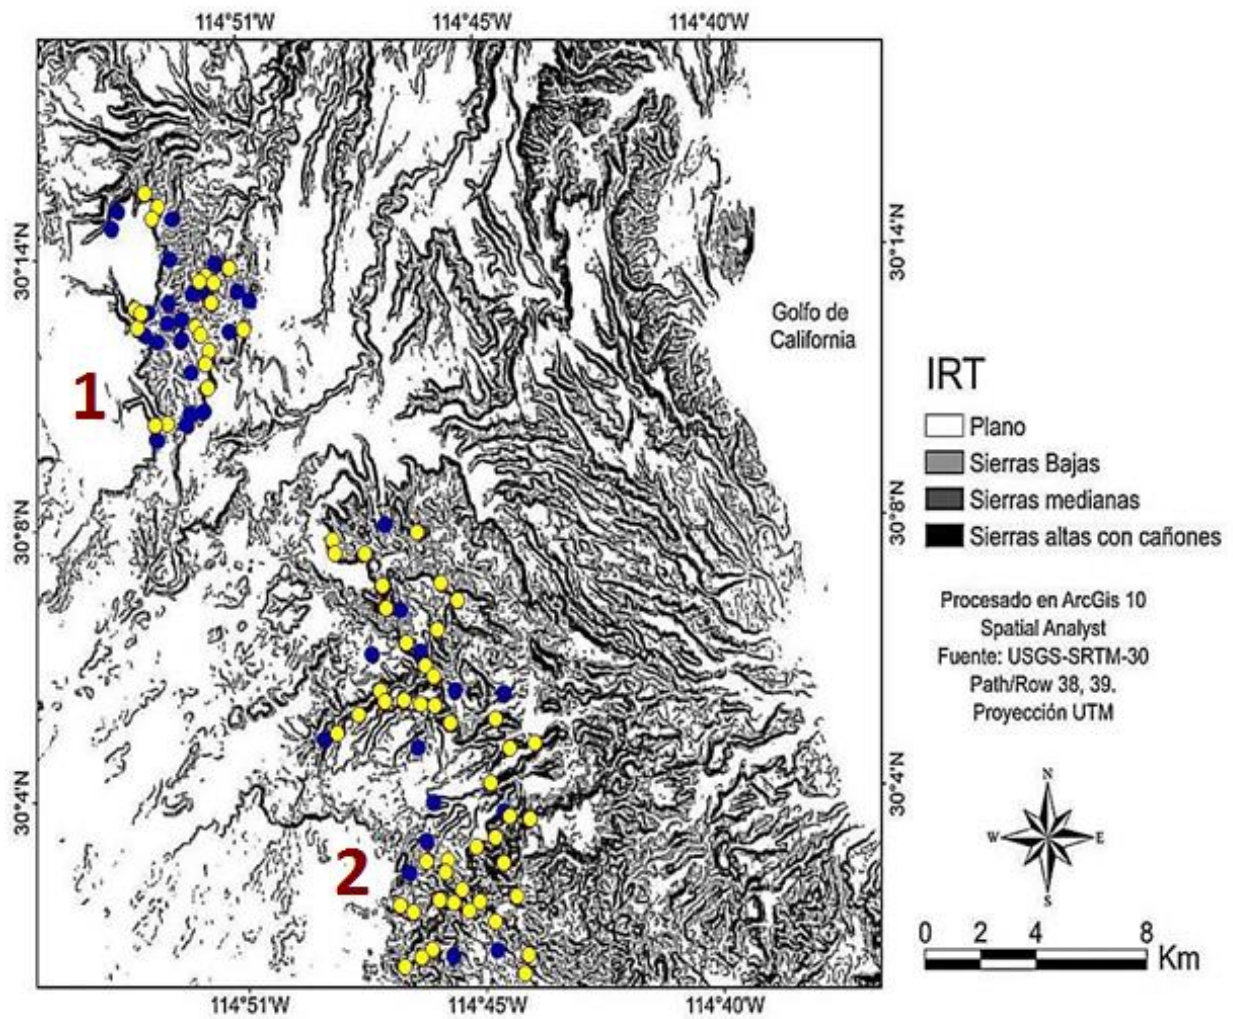 114°51'W 114°45'W 114°40'W
30°14'N 30°14'N
Golfo de
California
IRT
1
Plano
Sierras Bajas
30°8'N 30°8'N
Sierras medianas
Sierras altas con cañones
Procesado en ArcGis 10
Spatial Analyst
Fuente: USGS-SRTM-30
Path/Row 38, 39.
Proyección UTM
30°4'N 30°4'N
N
W E
S
2
0 2 4 8 Km
114°51'W 114°45'W 114°40'W